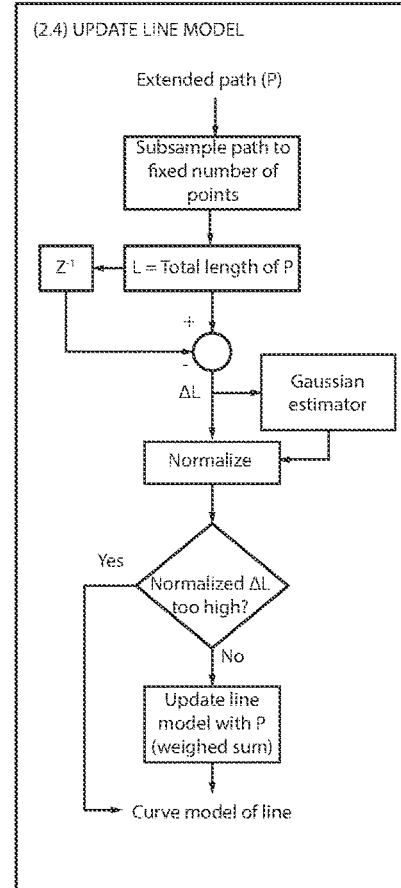 (2.4) UPDATE LINE MODEL
Extended path (P)
Subsample path to
fixed number of
points
Z-1
L = Total length of P
+
-
ΔL
Gaussian
estimator
Normalize
Yes
Normalized ΔL
too high?
No
Update line
model with P
(weighed sum)
Curve model of line